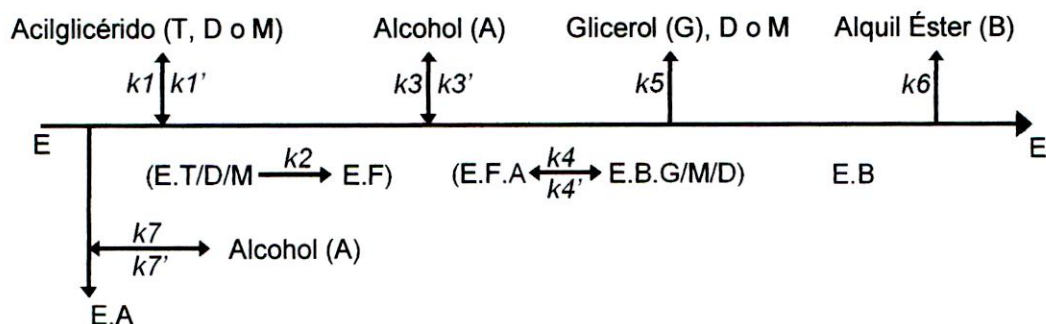 Acilglicérido (T, D o M) Alcohol (A) Glicerol (G), D o M Alquil Éster (B)
k1 k1' k3 k3' k5 k6
E E
(E.T/D/M k2 E.F) (E.F.A k4 E.B.G/M/D) E.B
k4'
k7 Alcohol (A)
k7'
E.A